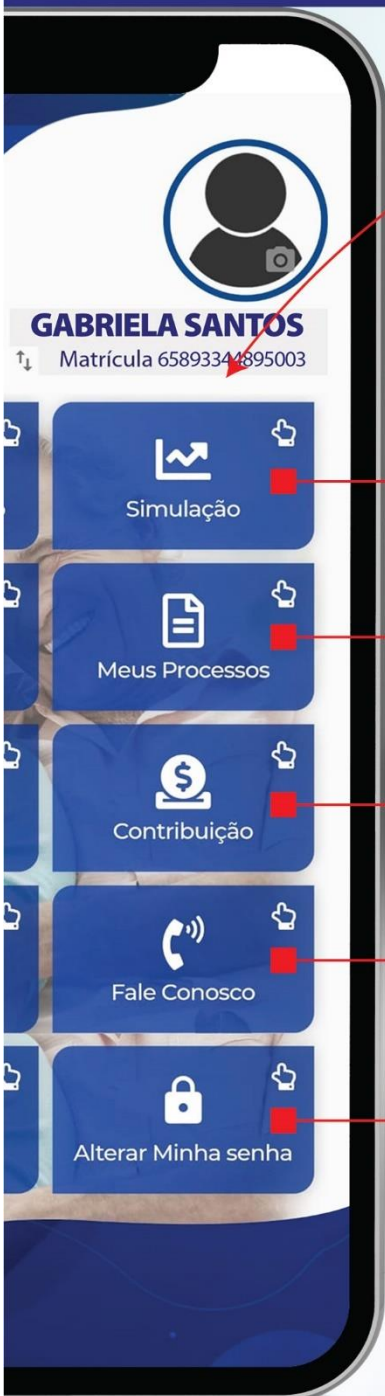 GABRIELA SANTOS
Matrícula 65893344895003
Simulação
Meus Processos
Contribuição
Fale Conosco
Alterar Minha senha